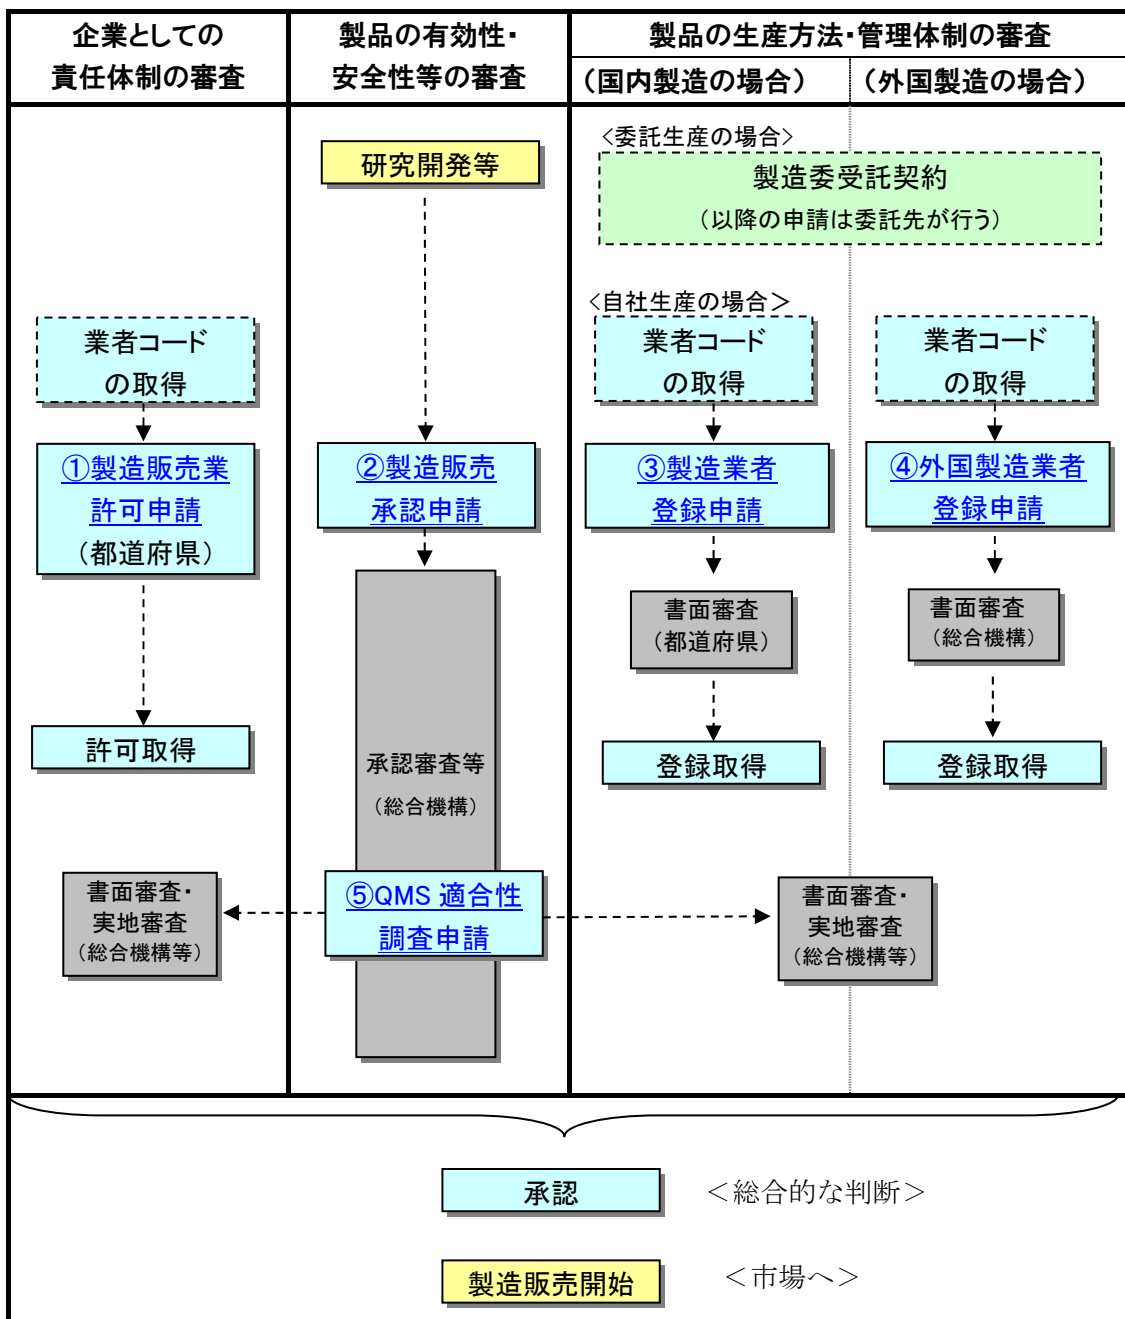 企業としての
責任体制の審査
製品の有効性・
安全性等の審査
製品の生産方法・管理体制の審査
（国内製造の場合）
（外国製造の場合）
研究開発等
＜委託生産の場合＞
製造委受託契約
（以降の申請は委託先が行う）
＜自社生産の場合＞
業者コード
の取得
業者コード
の取得
業者コード
の取得
①製造販売業
許可申請
（都道府県）
②製造販売
承認申請
③製造業者
登録申請
④外国製造業者
登録申請
書面審査
（都道府県）
書面審査
（総合機構）
許可取得
承認審査等
（総合機構）
登録取得
登録取得
書面審査・
実地審査
（総合機構等）
⑤QMS 適合性
調査申請
書面審査・
実地審査
（総合機構等）
承認
＜総合的な判断＞
製造販売開始
＜市場へ＞